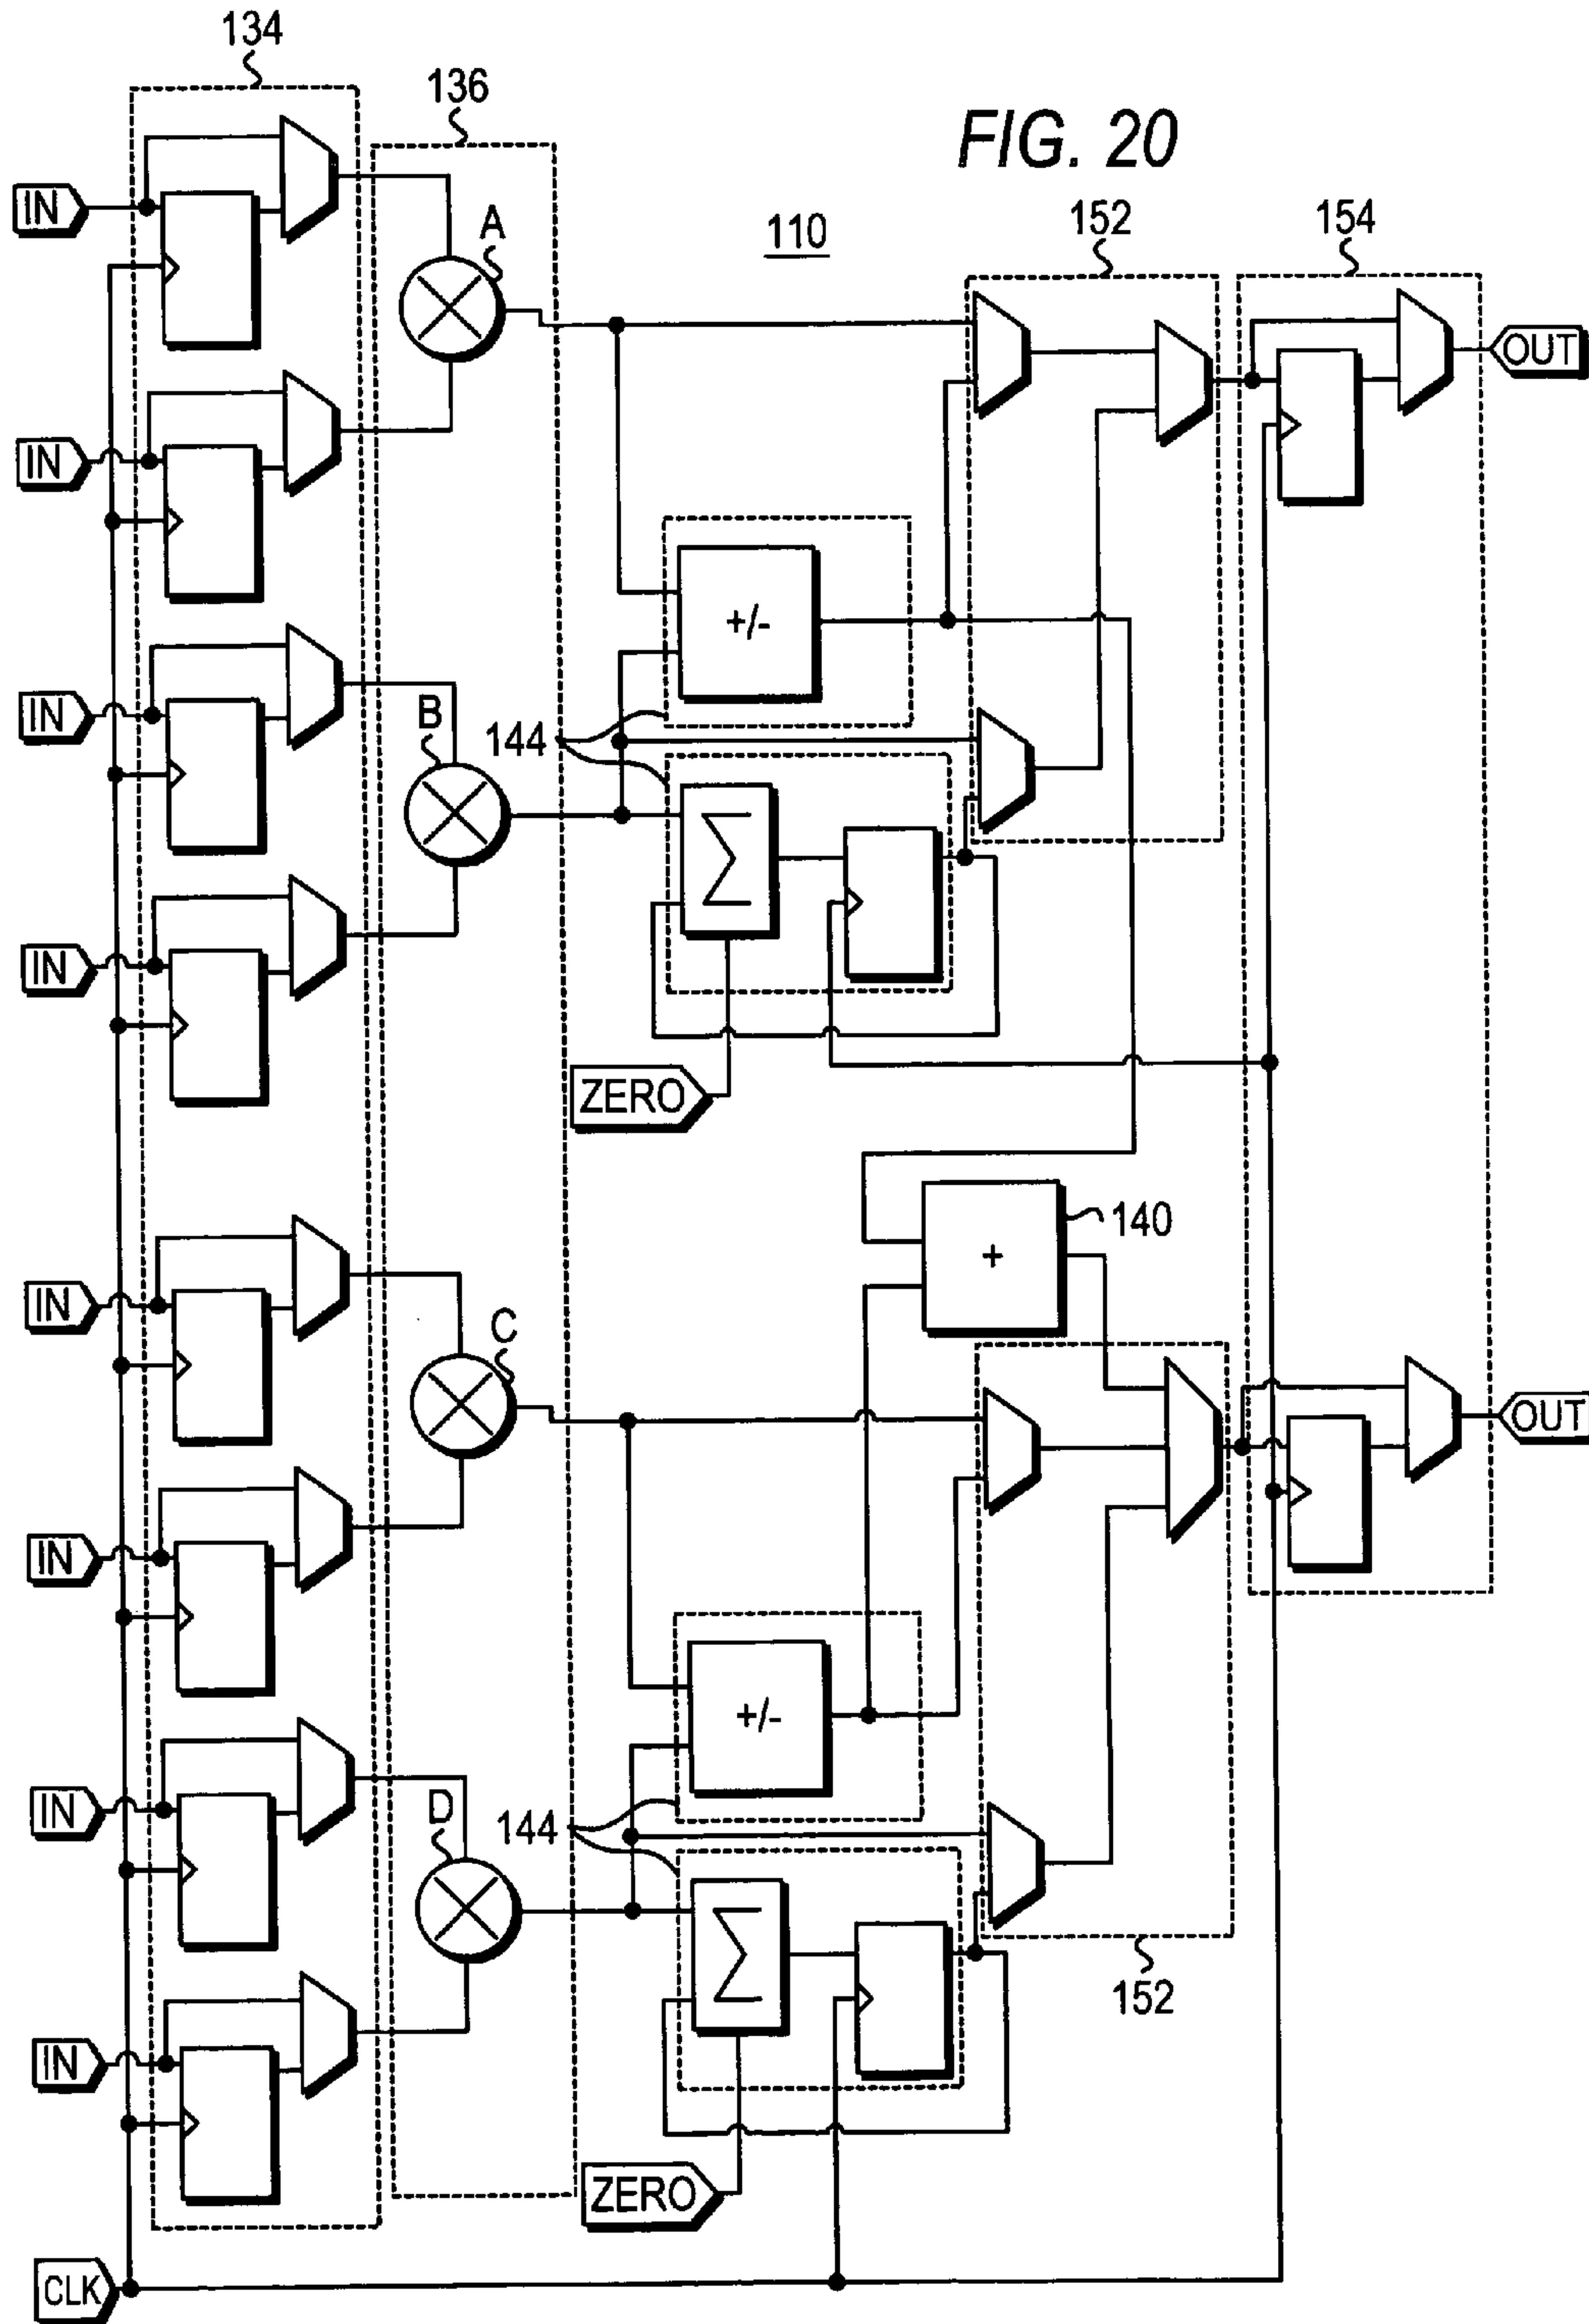 134
136
FIG. 20
IN
A
110
152
154
OUT
IN
+/-
IN
B
144
Σ
IN
ZERO
140
+
IN
C
OUT
IN
+/-
IN
D
144
Σ
152
IN
ZERO
CLK